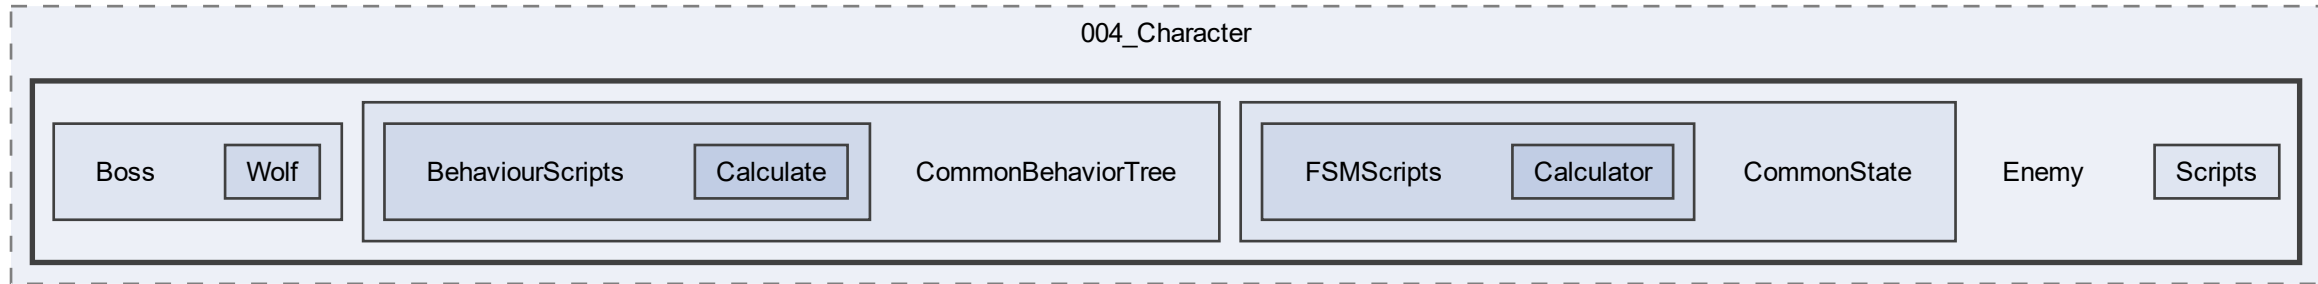 004_Character
Boss
Wolf
BehaviourScripts
Calculate
CommonBehaviorTree
FSMScripts
Calculator
CommonState
Enemy
Scripts